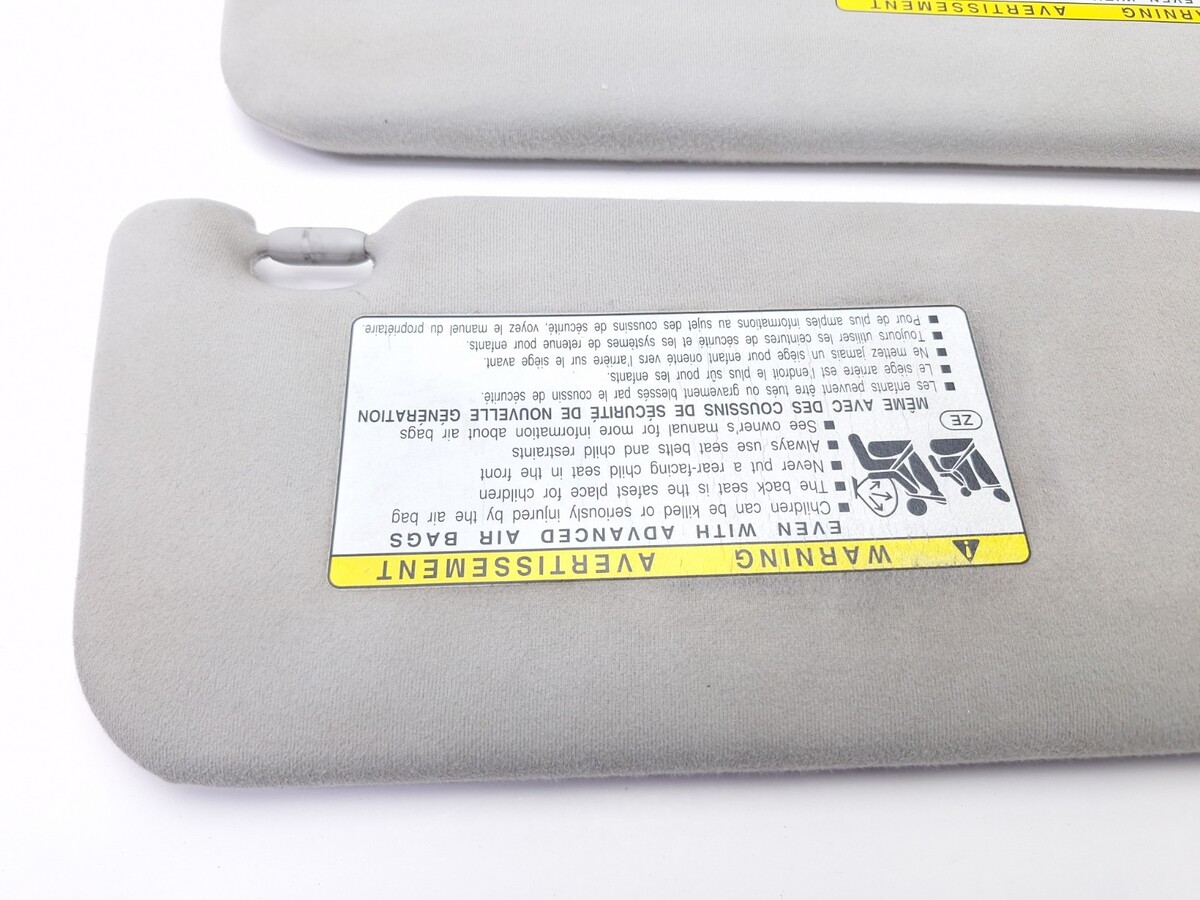 WARNING AVERTISSEMENT
EVEN WITH ADVANCED AIR BAGS
■ Children can be killed or seriously injured by the air bag
■ The back seat is the safest place for children
■ Never put a rear-facing child seat in the front
■ Always use seat belts and child restraints
■ See owner's manual for more information about air bags
ZE
MÊME AVEC DES COUSSINS DE SÉCURITÉ DE NOUVELLE GÉNÉRATION
■ Les enfants peuvent être tués ou gravement blessés par le coussin de sécurité.
■ Le siège arrière est l'endroit le plus sûr pour les enfants.
■ Ne mettez jamais un siège pour enfant orienté vers l'arrière sur le siège avant.
■ Toujours utiliser les ceintures de sécurité et les systèmes de retenue pour enfants.
■ Pour de plus amples informations au sujet des coussins de sécurité, voyez le manuel du propriétaire.
WARNING AVERTISSEMENT
EVEN WITH